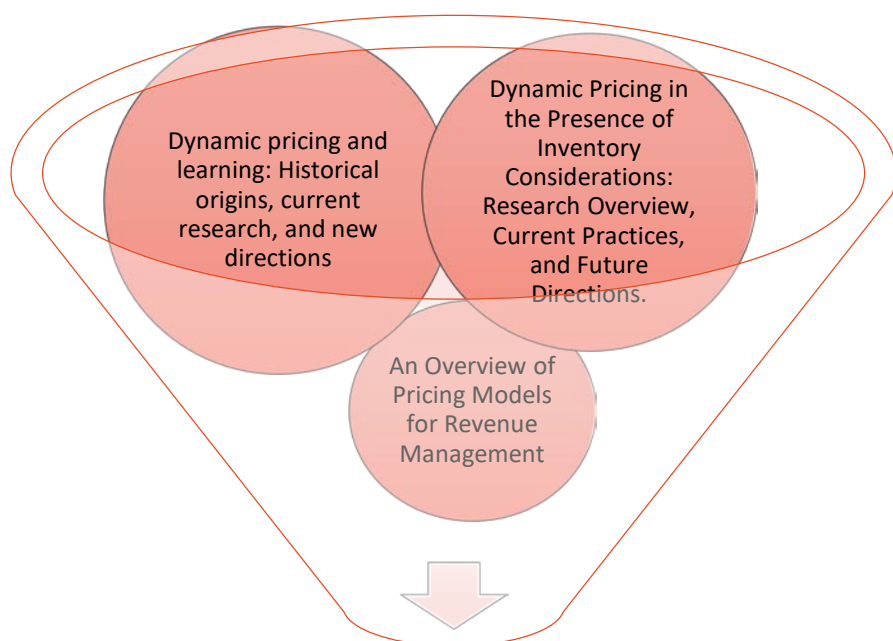 Dynamic pricing and
learning: Historical
origins, current
research, and new
directions
Dynamic Pricing in
the Presence of
Inventory
Considerations:
Research Overview,
Current Practices,
and Future
Directions.
An Overview of
Pricing Models
for Revenue
Management